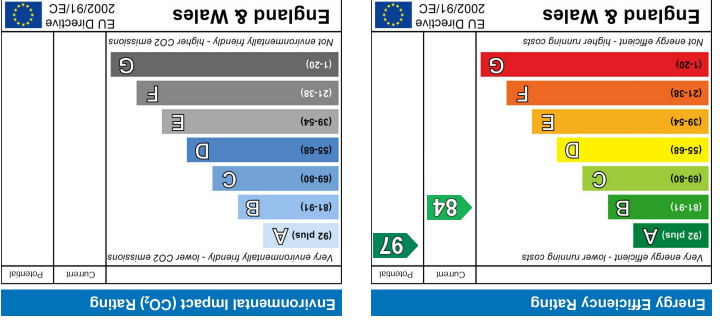 Energy Efficiency Rating
Current Potential
Very energy efficient - lower running costs
(92 plus) A
(81-91) B
(69-80) C
(55-68) D
(39-54) E
(21-38) F
(1-20) G
84
97
Not energy efficient - higher running costs
England & Wales
EU Directive
2002/91/EC
Environmental Impact (CO2) Rating
Current Potential
Very environmentally friendly - lower CO2 emissions
(92 plus) A
(81-91) B
(69-80) C
(55-68) D
(39-54) E
(21-38) F
(1-20) G
Not environmentally friendly - higher CO2 emissions
England & Wales
EU Directive
2002/91/EC